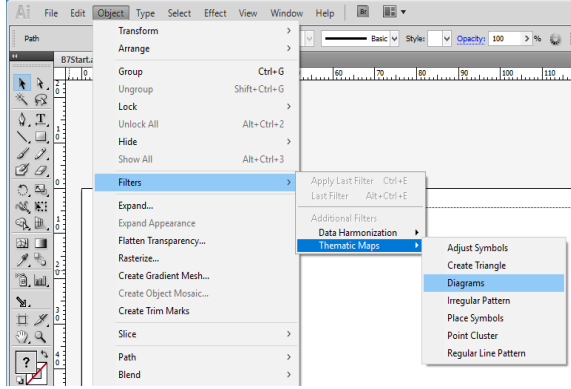 Ai File Edit Object Type Select Effect View Window Help Br
Path Basic Style: Opacity: 100 > %
B7Start.a
0 60 70 80 90 100 110
Transform >
Arrange >
Group Ctrl+G
Ungroup Shift+Ctrl+G
Lock >
Unlock All Alt+Ctrl+2
Hide >
Show All Alt+Ctrl+3
Filters >
Apply Last Filter Ctrl+E
Last Filter Alt+Ctrl+E
Additional Filters
Data Harmonization
Thematic Maps
Adjust Symbols
Create Triangle
Diagrams
Irregular Pattern
Place Symbols
Point Cluster
Regular Line Pattern
Expand...
Expand Appearance
Flatten Transparency...
Rasterize...
Create Gradient Mesh...
Create Object Mosaic...
Create Trim Marks
Slice >
Path >
Blend >
T
?